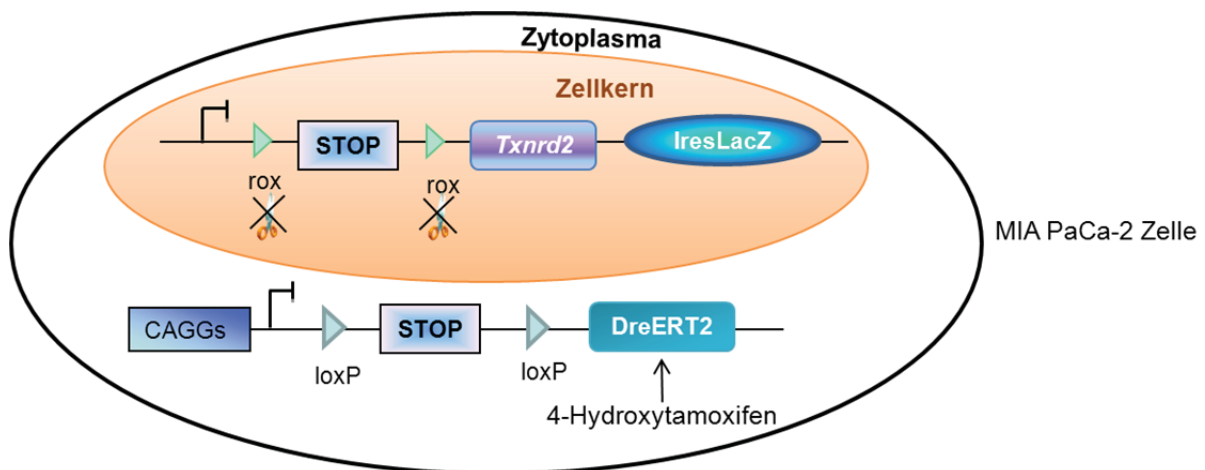 Zytoplasma
Zellkern
STOP
Txnrd2
IresLacZ
rox
rox
MIA PaCa-2 Zelle
CAGGs
STOP
DreERT2
loxP
loxP
4-Hydroxytamoxifen